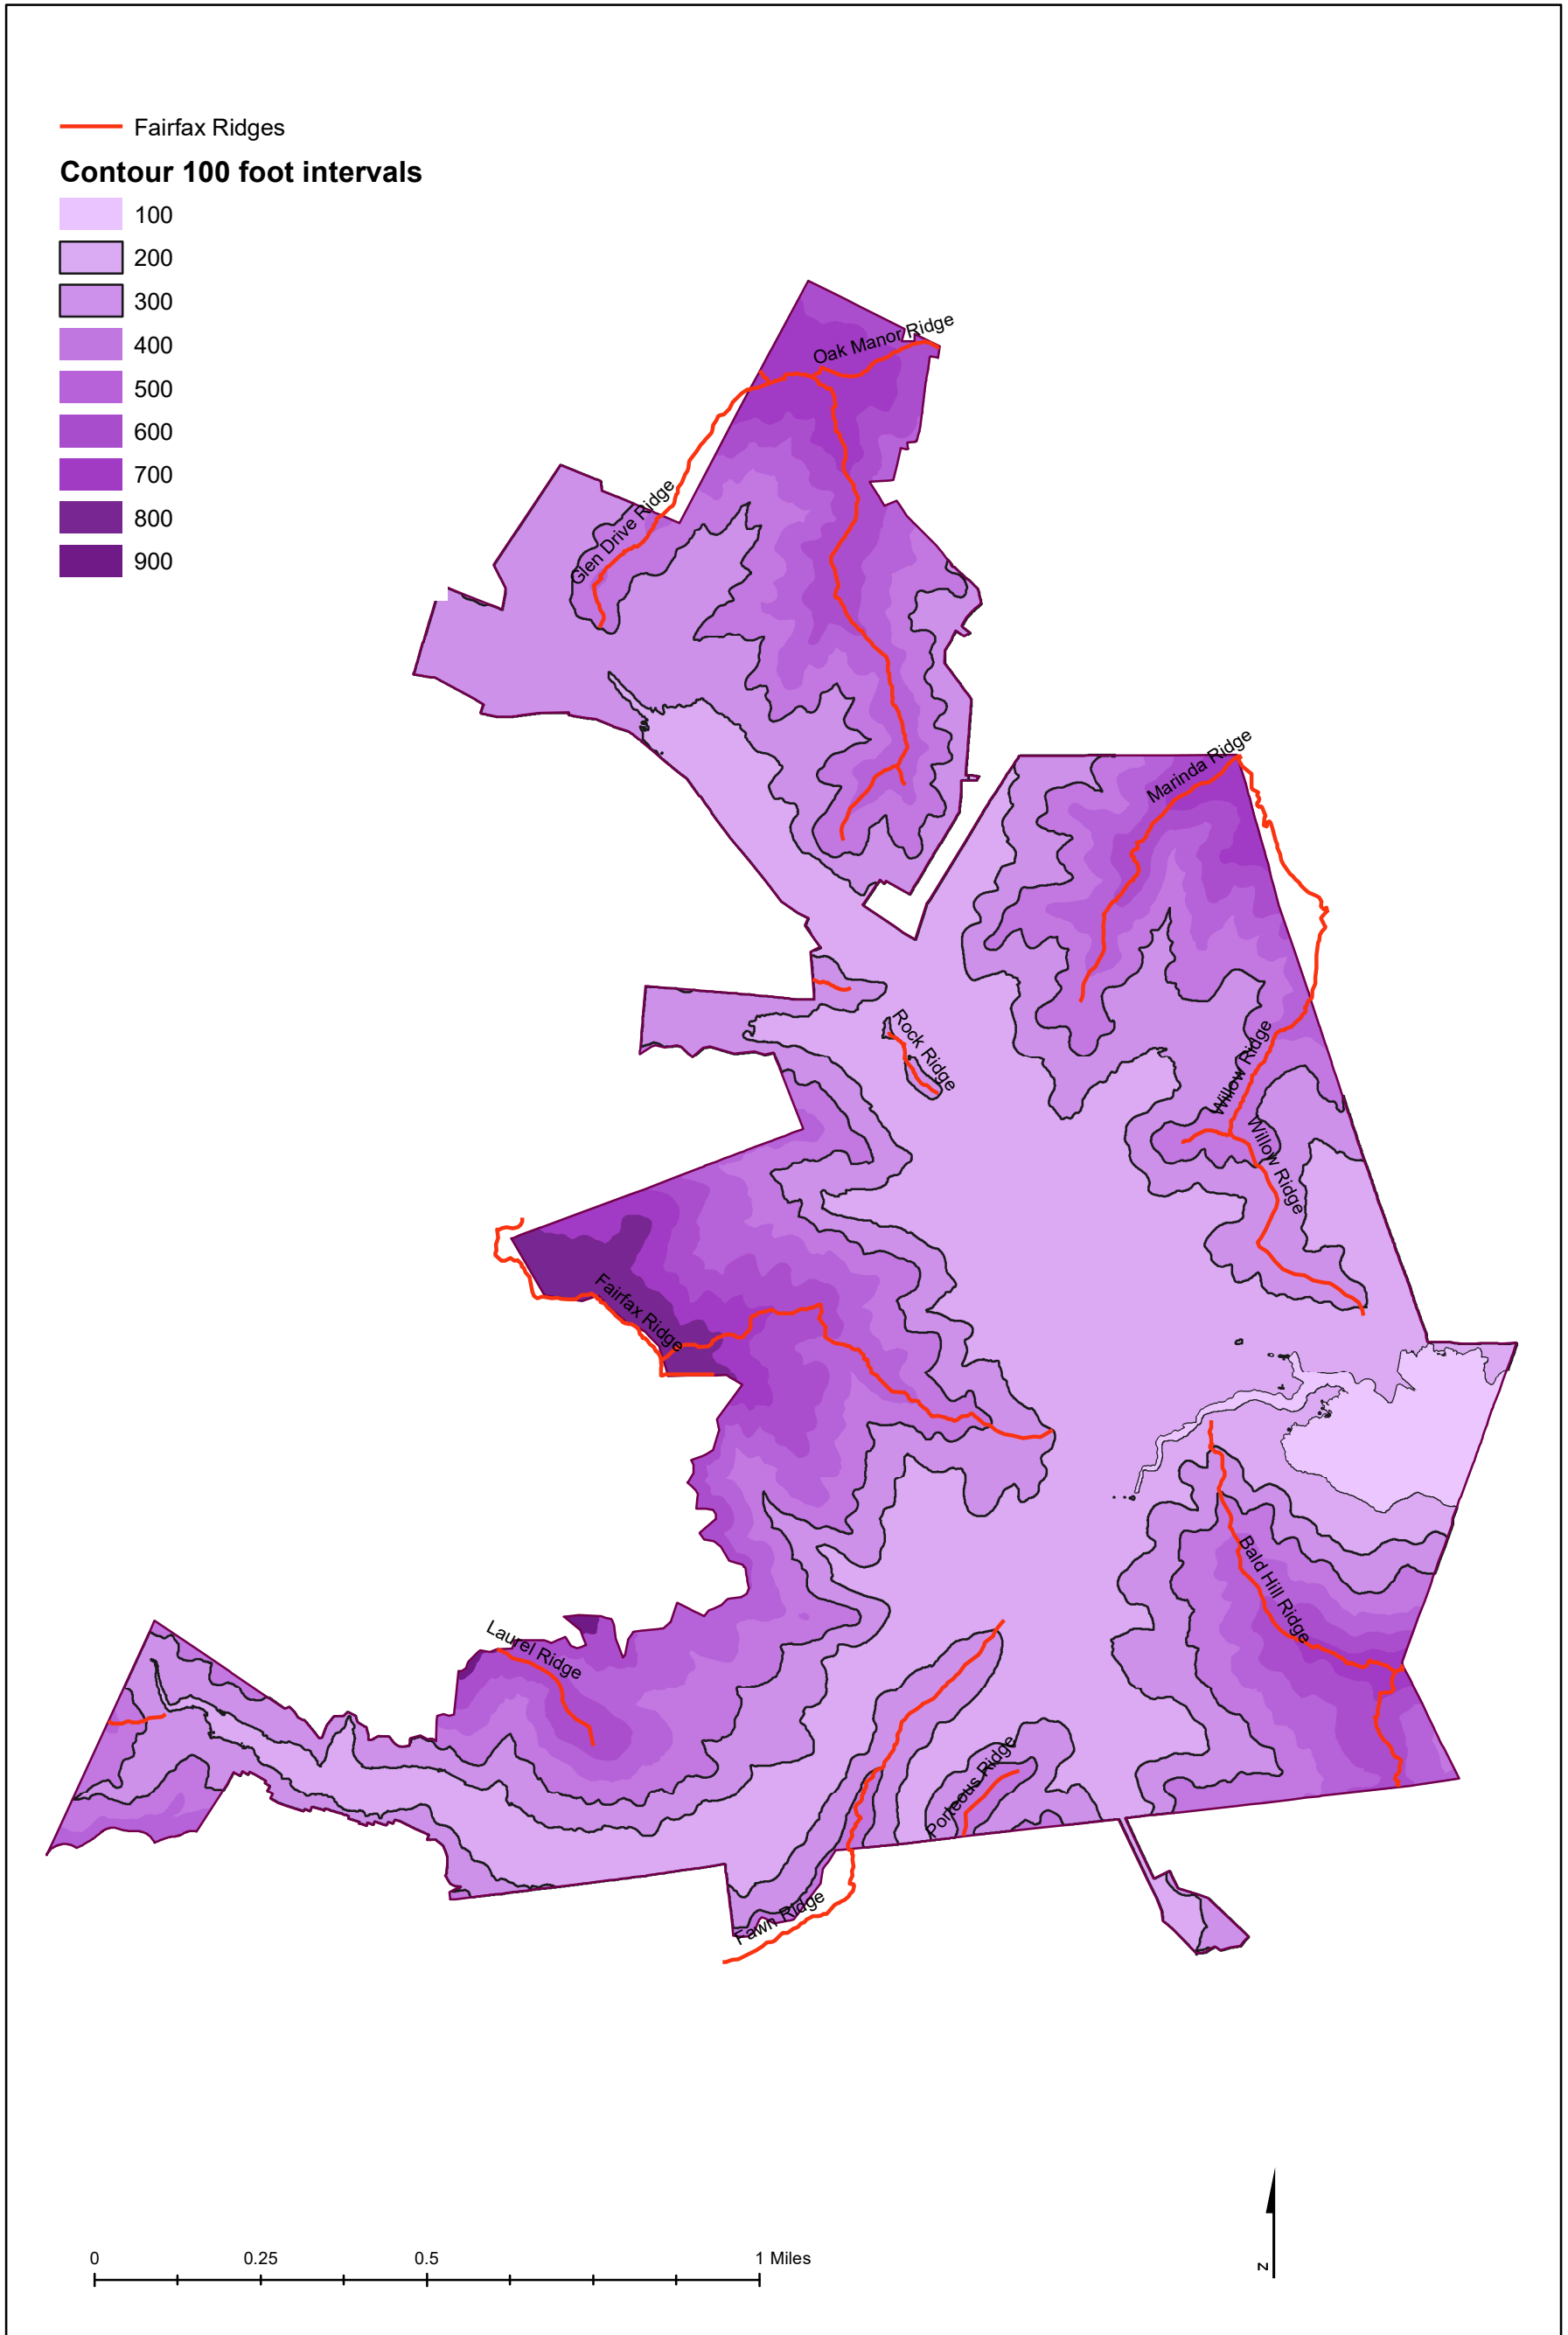 Fairfax Ridges
Contour 100 foot intervals
100
200
300
400
500
600
700
800
900
Oak Manor Ridge
Glen Drive Ridge
Marinda Ridge
Rock Ridge
Willow Ridge
Willow Ridge
Fairfax Ridge
Bald Hill Ridge
Laurel Ridge
Porteous Ridge
Fawn Ridge
0 0.25 0.5 1 Miles
N